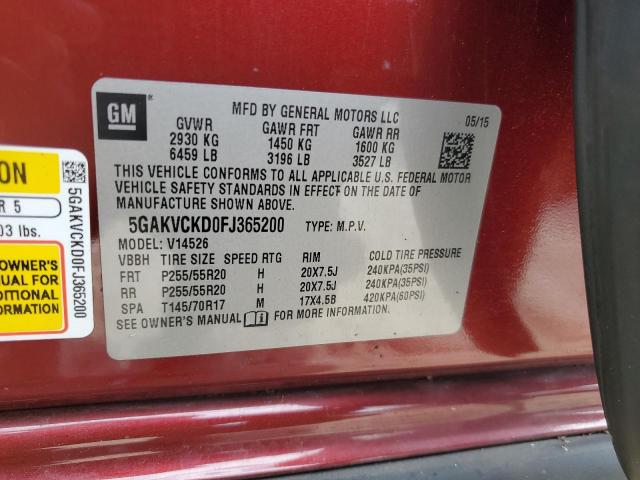 GM
MFD BY GENERAL MOTORS LLC
05/15
GVWR GAWR FRT GAWR RR
2930 KG 1450 KG 1600 KG
6459 LB 3196 LB 3527 LB
THIS VEHICLE CONFORMS TO ALL APPLICABLE U.S. FEDERAL MOTOR
VEHICLE SAFETY STANDARDS IN EFFECT ON THE DATE OF
MANUFACTURE SHOWN ABOVE.
5GAKVCKD0FJ365200 TYPE: M.P.V.
MODEL: V14526
VBBH TIRE SIZE SPEED RTG RIM COLD TIRE PRESSURE
FRT P255/55R20 H 20X7.5J 240KPA(35PSI)
RR P255/55R20 H 20X7.5J 240KPA(35PSI)
SPA T145/70R17 M 17X4.5B 420KPA(60PSI)
SEE OWNER'S MANUAL FOR MORE INFORMATION.
ON
R 5
03 lbs.
OWNER'S
NUAL FOR
DITIONAL
ORMATION
5GAKVCKD0FJ365200